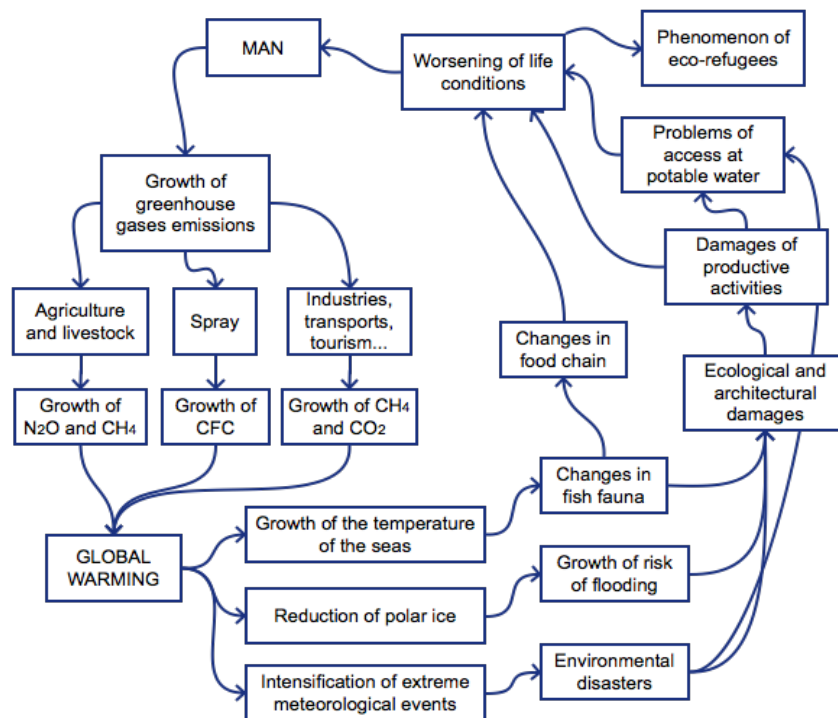 MAN
Worsening of life
conditions
Phenomenon of
eco-refugees
Problems of
access at
potable water
Growth of
greenhouse
gases emissions
Damages of
productive
activities
Agriculture
and livestock
Spray
Industries,
transports,
tourism...
Changes in
food chain
Ecological and
architectural
damages
Growth of
N2O and CH4
Growth of
CFC
Growth of CH4
and CO2
Changes in
fish fauna
Growth of the temperature
of the seas
GLOBAL
WARMING
Growth of risk
of flooding
Reduction of polar ice
Environmental
disasters
Intensification of extreme
meteorological events